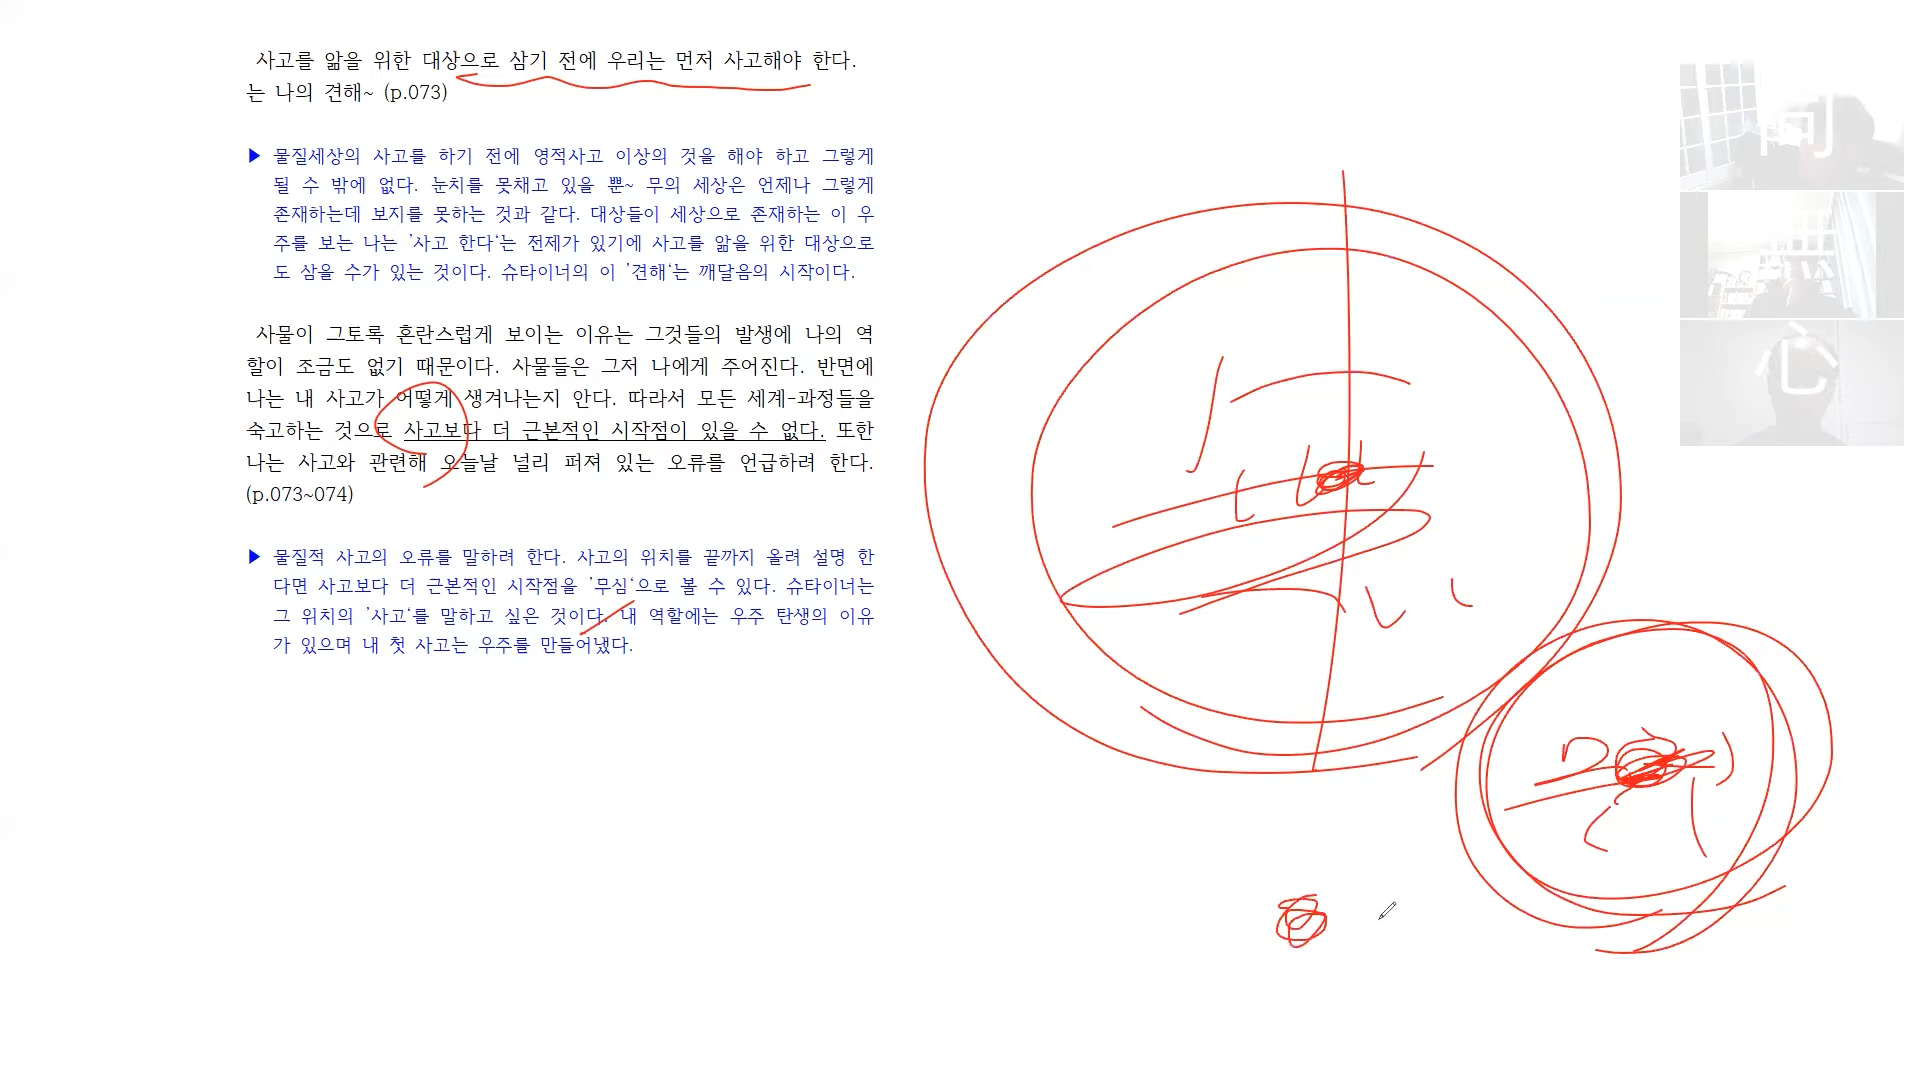 사고를 앎을 위한 대상으로 삼기 전에 우리는 먼저 사고해야 한다.
는 나의 견해~ (p.073)
▶ 물질세상의 사고를 하기 전에 영적사고 이상의 것을 해야 하고 그렇게
될 수 밖에 없다. 눈치를 못채고 있을 뿐~ 무의 세상은 언제나 그렇게
존재하는데 보지를 못하는 것과 같다. 대상들이 세상으로 존재하는 이 우
주를 보는 나는 '사고 한다'는 전제가 있기에 사고를 앎을 위한 대상으로
도 삼을 수가 있는 것이다. 슈타이너의 이 '견해'는 깨달음의 시작이다.
사물이 그토록 혼란스럽게 보이는 이유는 그것들의 발생에 나의 역
할이 조금도 없기 때문이다. 사물들은 그저 나에게 주어진다. 반면에
나는 내 사고가 어떻게 생겨나는지 안다. 따라서 모든 세계-과정들을
숙고하는 것으로 사고보다 더 근본적인 시작점이 있을 수 없다. 또한
나는 사고와 관련해 오늘날 널리 퍼져 있는 오류를 언급하려 한다.
(p.073~074)
▶ 물질적 사고의 오류를 말하려 한다. 사고의 위치를 끝까지 올려 설명 한
다면 사고보다 더 근본적인 시작점을 '무심'으로 볼 수 있다. 슈타이너는
그 위치의 '사고'를 말하고 싶은 것이다. 내 역할에는 우주 탄생의 이유
가 있으며 내 첫 사고는 우주를 만들어냈다.